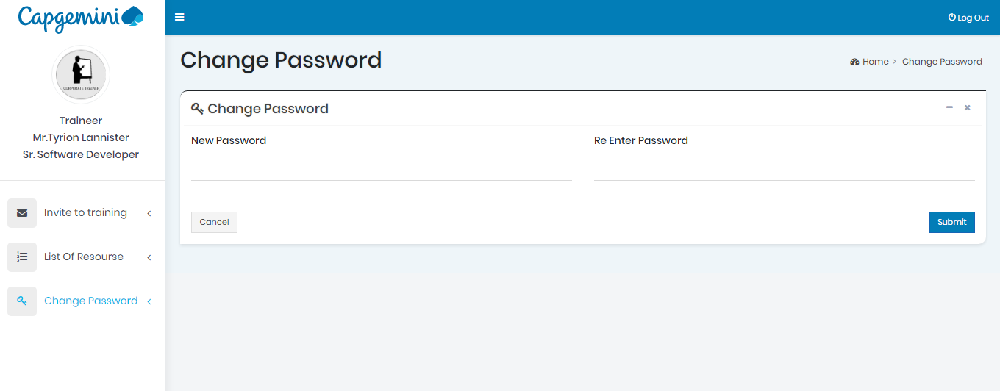 Capgemini
Log Out
CORPORATE TRAINER
Traineer
Mr.Tyrion Lannister
Sr. Software Developer
Invite to training
List Of Resourse
Change Password
Change Password
Home > Change Password
Change Password
New Password
Re Enter Password
Cancel
Submit